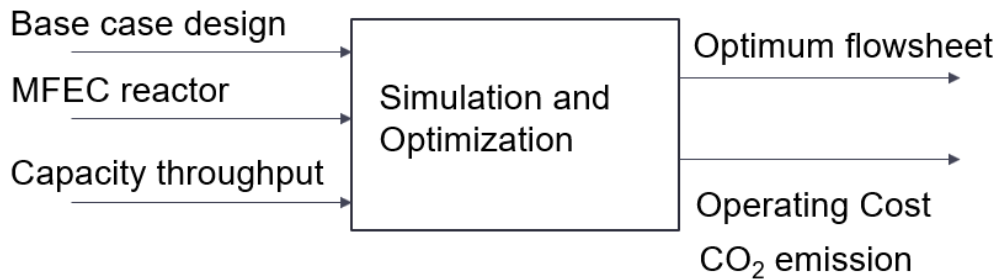 Base case design
MFEC reactor
Capacity throughput
Simulation and
Optimization
Optimum flowsheet
Operating Cost
CO₂ emission